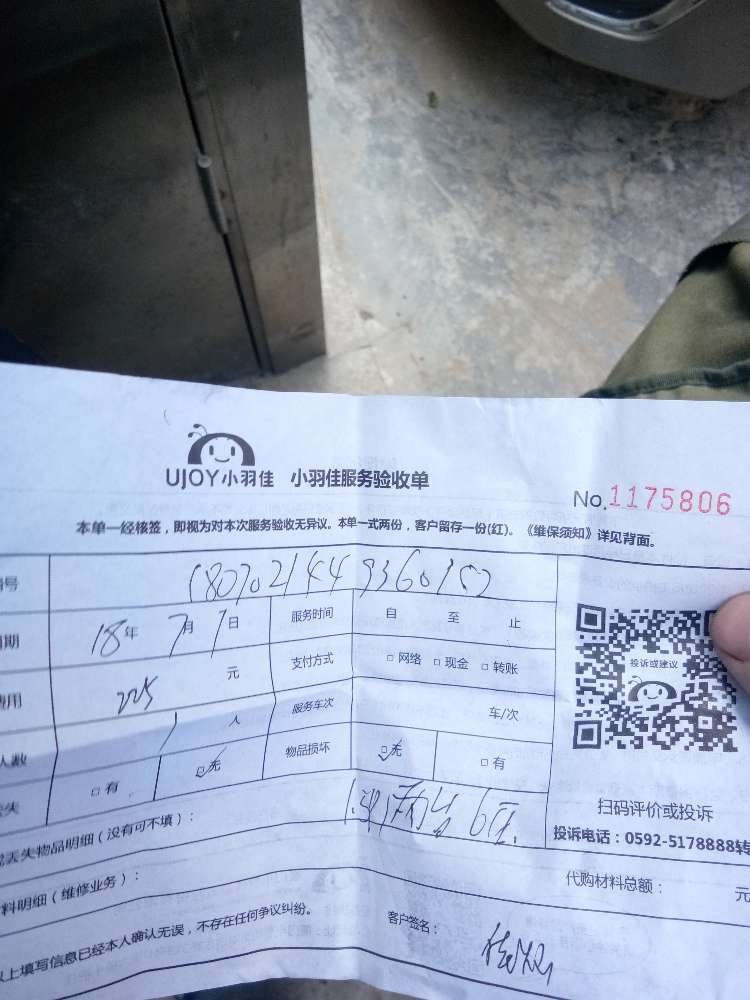 UJOY小羽佳 小羽佳服务验收单
No.1175806
本单一经核签，即视为对本次服务验收无异议。本单一式两份，客户留存一份(红)。《维保须知》详见背面。
号
期 18年7月1日 服务时间 自 至 止
用 225 元 支付方式 □网络 □现金 □转账
人数 1 人 服务车次 车/次
失 □有 □无 物品损坏 □无 □有
投诉或建议
扫码评价或投诉
投诉电话：0592-5178888转
丢失物品明细（没有可不填）：
料明细（维修业务）： 代购材料总额： 元
以上填写信息已经本人确认无误，不存在任何争议纠纷。 客户签名：